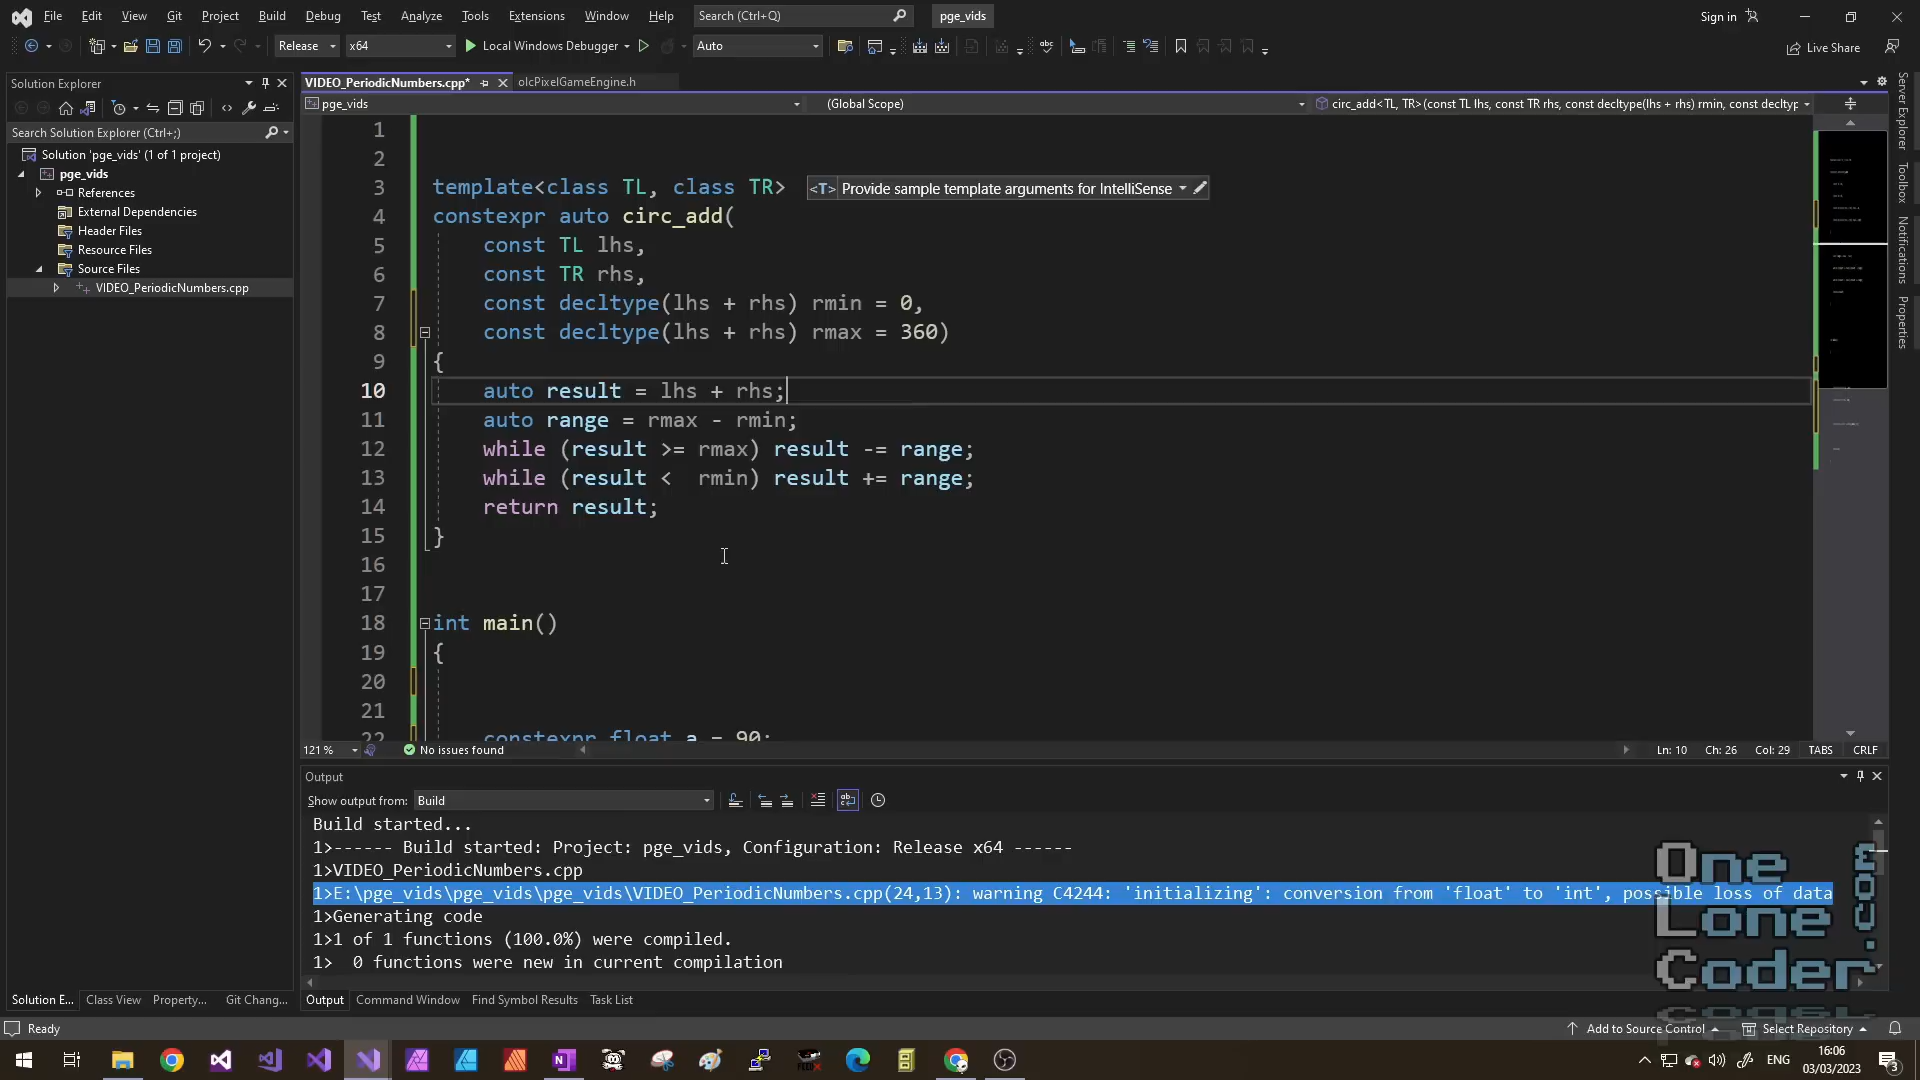 File Edit View Git Project Build Debug Test Analyze Tools Extensions Window Help Search (Ctrl+Q) pge_vids Sign in
Release x64 Local Windows Debugger Auto Live Share
Solution Explorer
Search Solution Explorer (Ctrl+;)
Solution 'pge_vids' (1 of 1 project)
pge_vids
References
External Dependencies
Header Files
Resource Files
Source Files
VIDEO_PeriodicNumbers.cpp
VIDEO_PeriodicNumbers.cpp* olcPixelGameEngine.h
pge_vids (Global Scope) circ_add<TL, TR>(const TL lhs, const TR rhs, const decltype(lhs + rhs) rmin, const decltyp
1
2
3 template<class TL, class TR> <T> Provide sample template arguments for IntelliSense
4 constexpr auto circ_add(
5 const TL lhs,
6 const TR rhs,
7 const decltype(lhs + rhs) rmin = 0,
8 const decltype(lhs + rhs) rmax = 360)
9 {
10 auto result = lhs + rhs;
11 auto range = rmax - rmin;
12 while (result >= rmax) result -= range;
13 while (result < rmin) result += range;
14 return result;
15 }
16
17
18 int main()
19 {
20
21
22 constexpr float a = 90;
121 % No issues found Ln: 10 Ch: 26 Col: 29 TABS CRLF
Output
Show output from: Build
Build started...
1>------ Build started: Project: pge_vids, Configuration: Release x64 ------
1>VIDEO_PeriodicNumbers.cpp
1>E:\pge_vids\pge_vids\pge_vids\VIDEO_PeriodicNumbers.cpp(24,13): warning C4244: 'initializing': conversion from 'float' to 'int', possible loss of data
1>Generating code
1>1 of 1 functions (100.0%) were compiled.
1> 0 functions were new in current compilation
Solution E... Class View Property... Git Chang... Output Command Window Find Symbol Results Task List
Server Explorer
Toolbox
Notifications
Properties
One
Lone
Coder
.com
Ready Add to Source Control Select Repository
ENG 16:06
03/03/2023
3